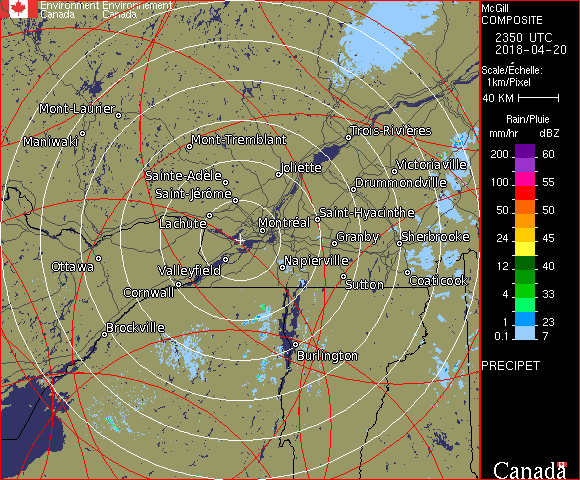 Environment Environnement
Canada Canada
McGill
COMPOSITE
2350 UTC
2018-04-20
Scale/Échelle:
1km/Pixel
40 KM
Rain/Pluie
mm/hr dBZ
200 60
100 55
50 50
24 45
12 40
4 33
1 23
0.1 7
PRECIPET
Canada
Mont-Laurier
Maniwaki
Mont-Tremblant
Trois-Rivières
Sainte-Adèle
Joliette
Victoriaville
Saint-Jérôme
Drummondville
Lachute
Montréal
Saint-Hyacinthe
Granby
Sherbrooke
Ottawa
Valleyfield
Napierville
Cornwall
Sutton
Coaticook
Brockville
Burlington